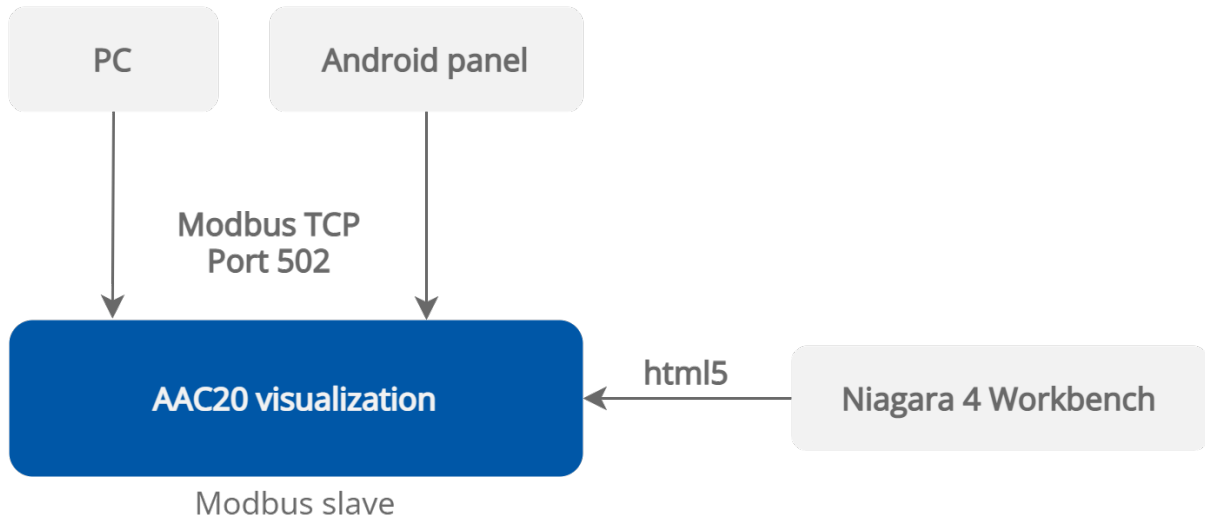 PC
Android panel
Modbus TCP
Port 502
AAC20 visualization
html5
Niagara 4 Workbench
Modbus slave